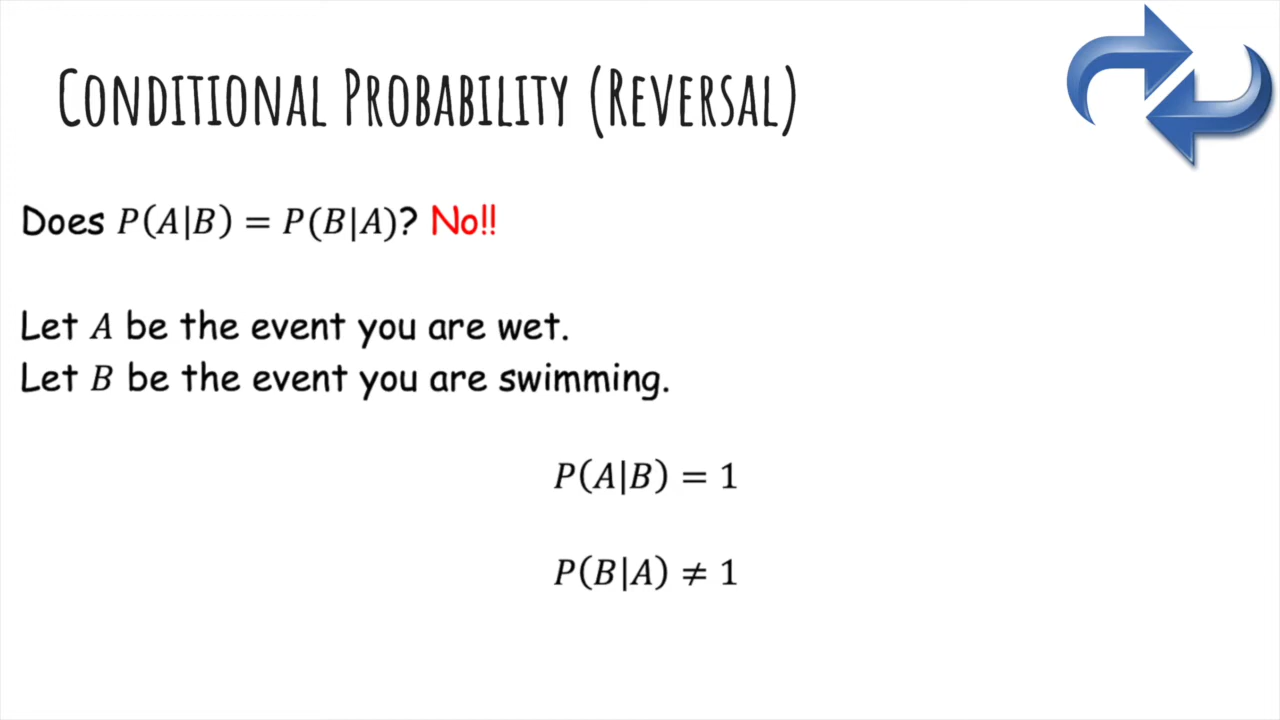 CONDITIONAL PROBABILITY (REVERSAL)
Does P(A|B) = P(B|A)? No!!
Let A be the event you are wet.
Let B be the event you are swimming.
P(A|B) = 1
P(B|A) ≠ 1